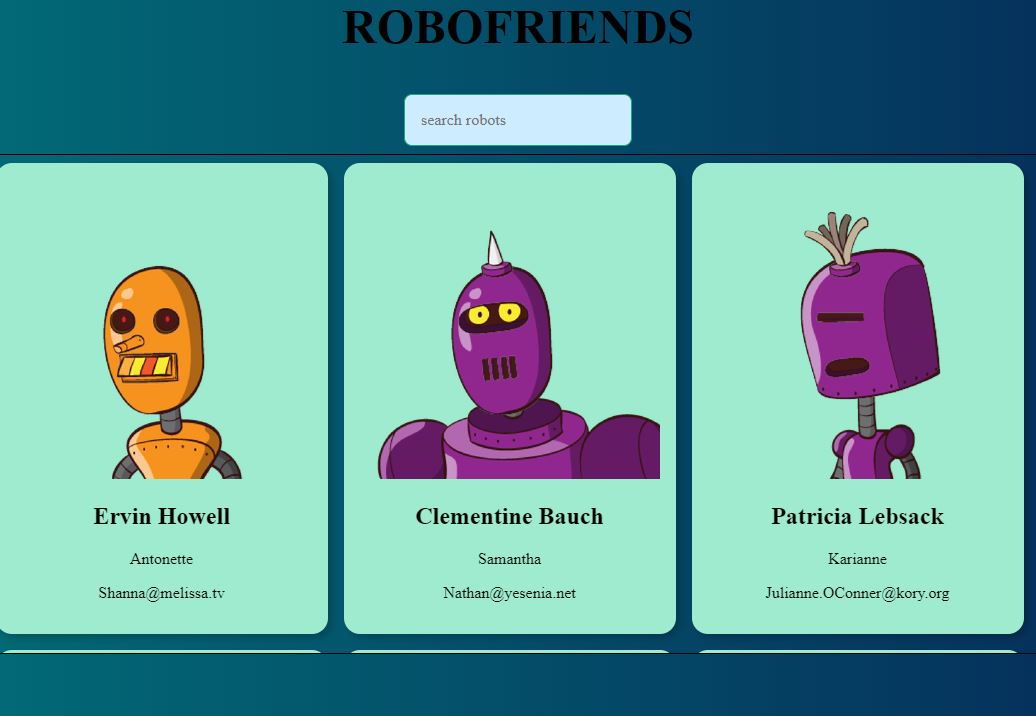 ROBOFRIENDS
search robots
Ervin Howell
Antonette
Shanna@melissa.tv
Clementine Bauch
Samantha
Nathan@yesenia.net
Patricia Lebsack
Karianne
Julianne.OConner@kory.org